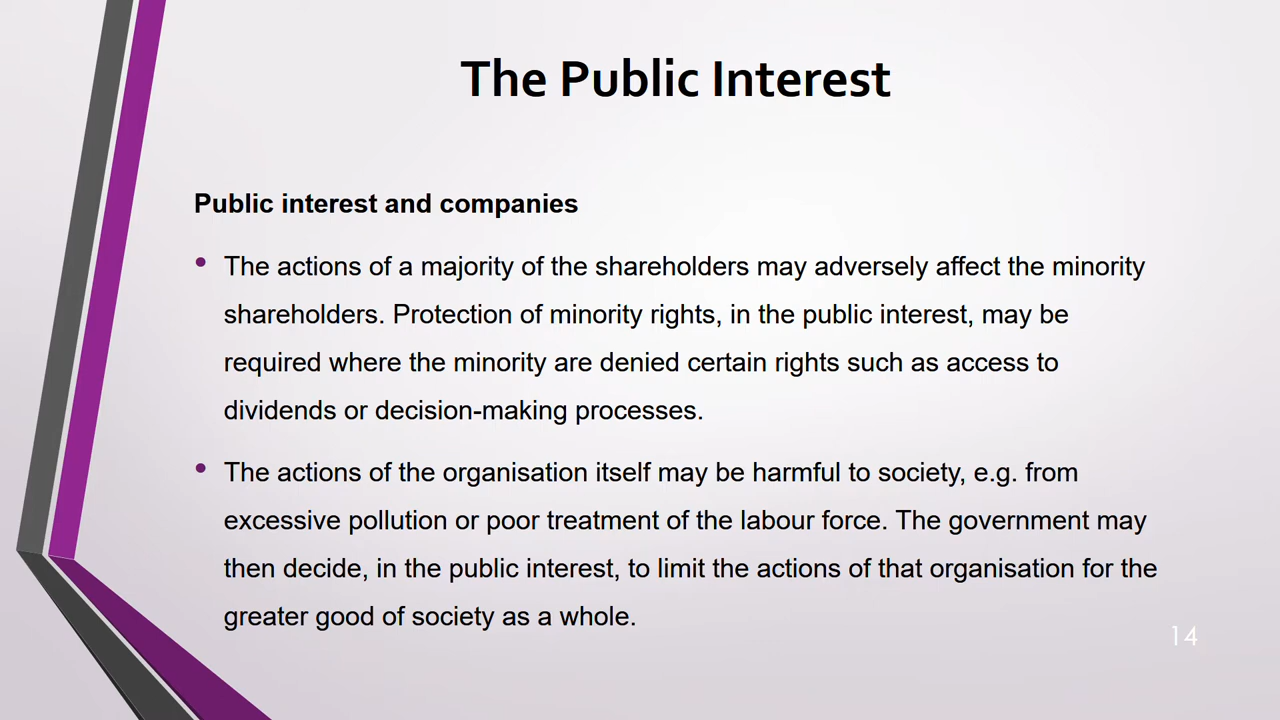 The Public Interest
Public interest and companies
• The actions of a majority of the shareholders may adversely affect the minority
shareholders. Protection of minority rights, in the public interest, may be
required where the minority are denied certain rights such as access to
dividends or decision-making processes.
• The actions of the organisation itself may be harmful to society, e.g. from
excessive pollution or poor treatment of the labour force. The government may
then decide, in the public interest, to limit the actions of that organisation for the
greater good of society as a whole.
14